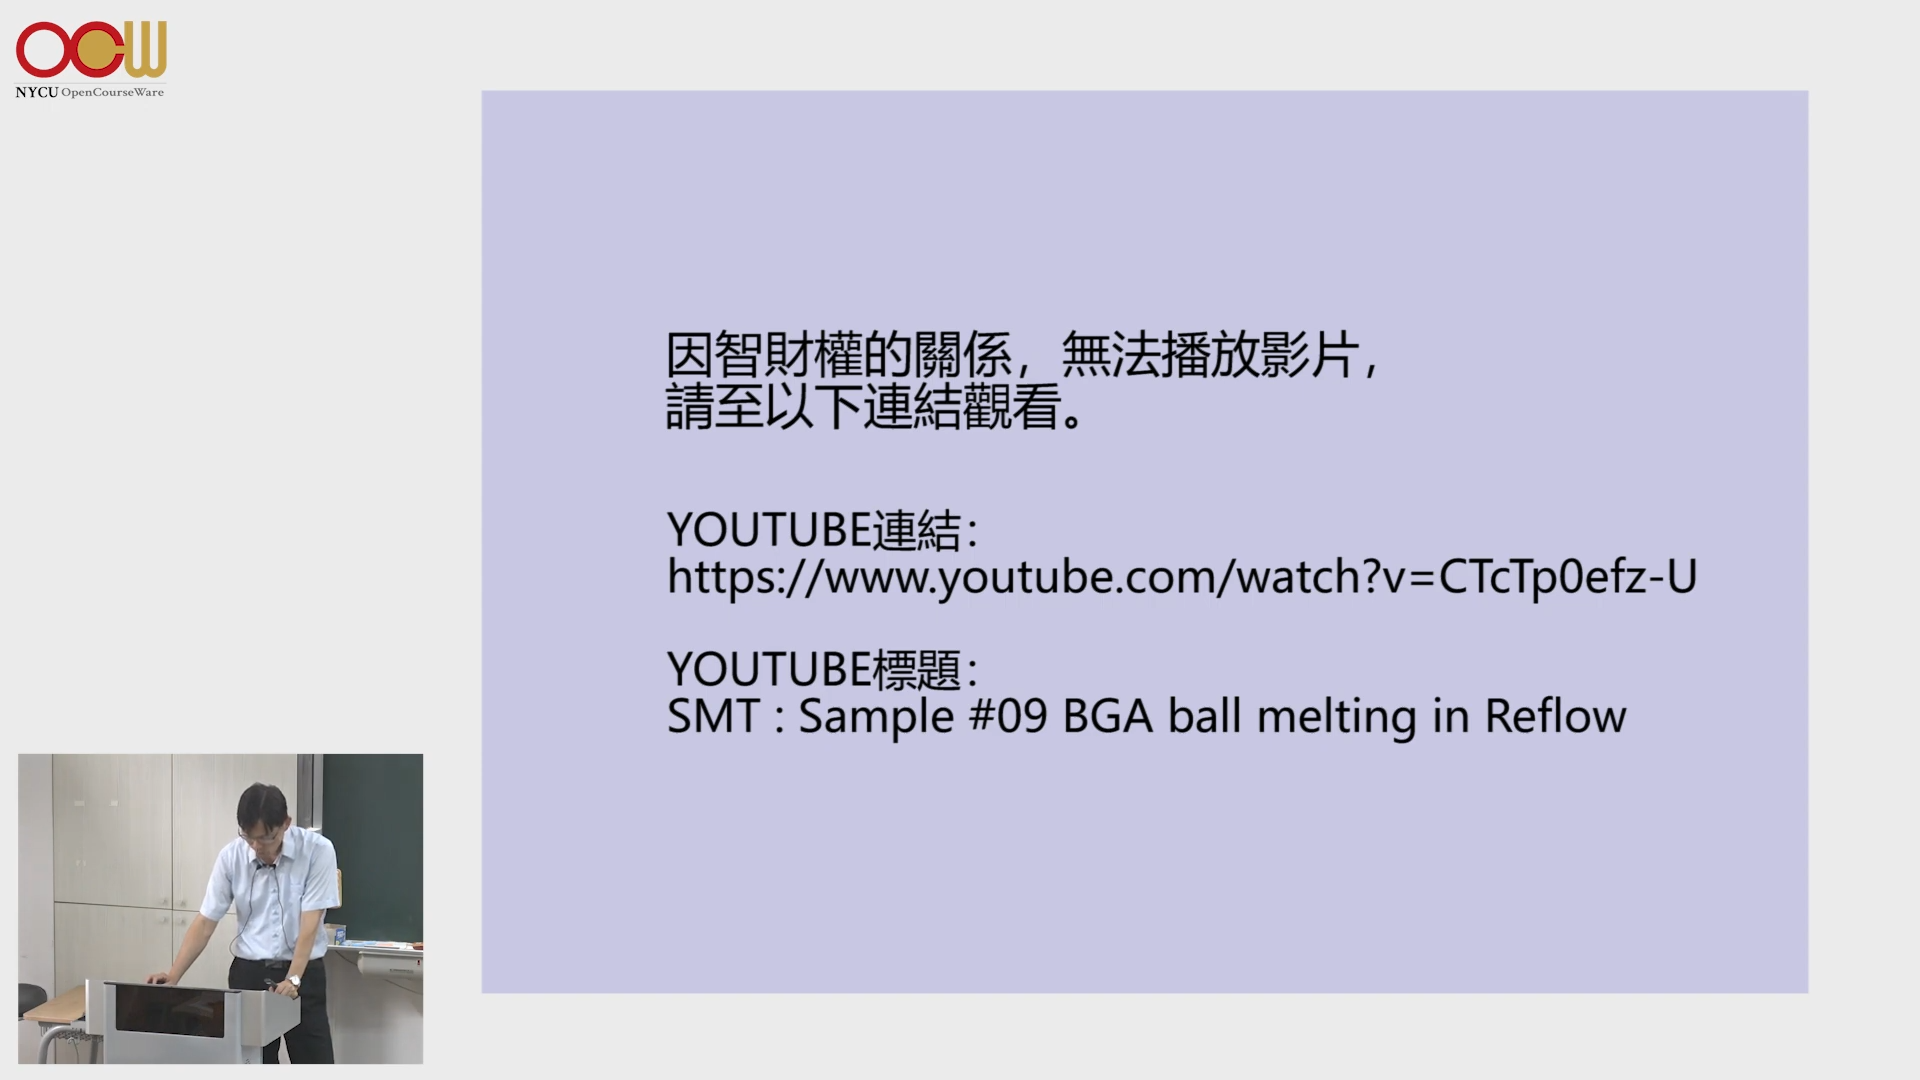 OCW
NYCU OpenCourseWare
因智財權的關係，無法播放影片，
請至以下連結觀看。
YOUTUBE連結：
https://www.youtube.com/watch?v=CTcTp0efz-U
YOUTUBE標題：
SMT : Sample #09 BGA ball melting in Reflow